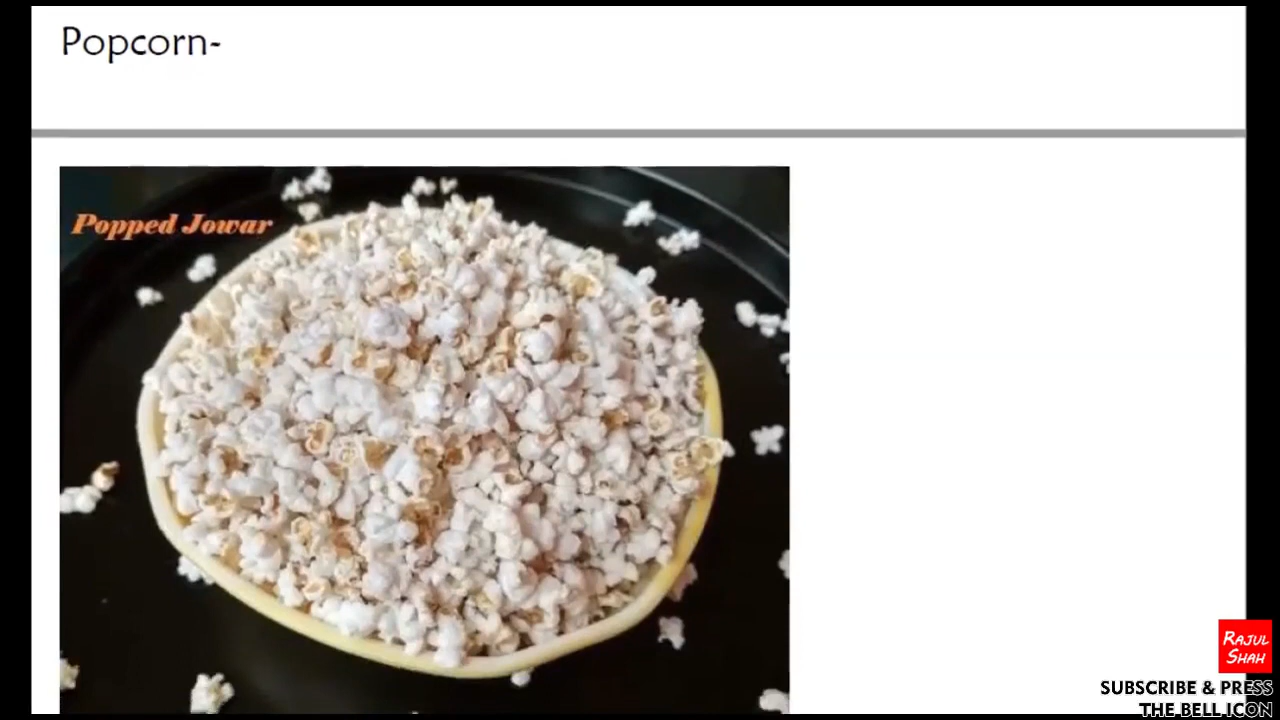 Popcorn-
Popped Jowar
RAJUL
SHAH
SUBSCRIBE & PRESS
THE BELL ICON